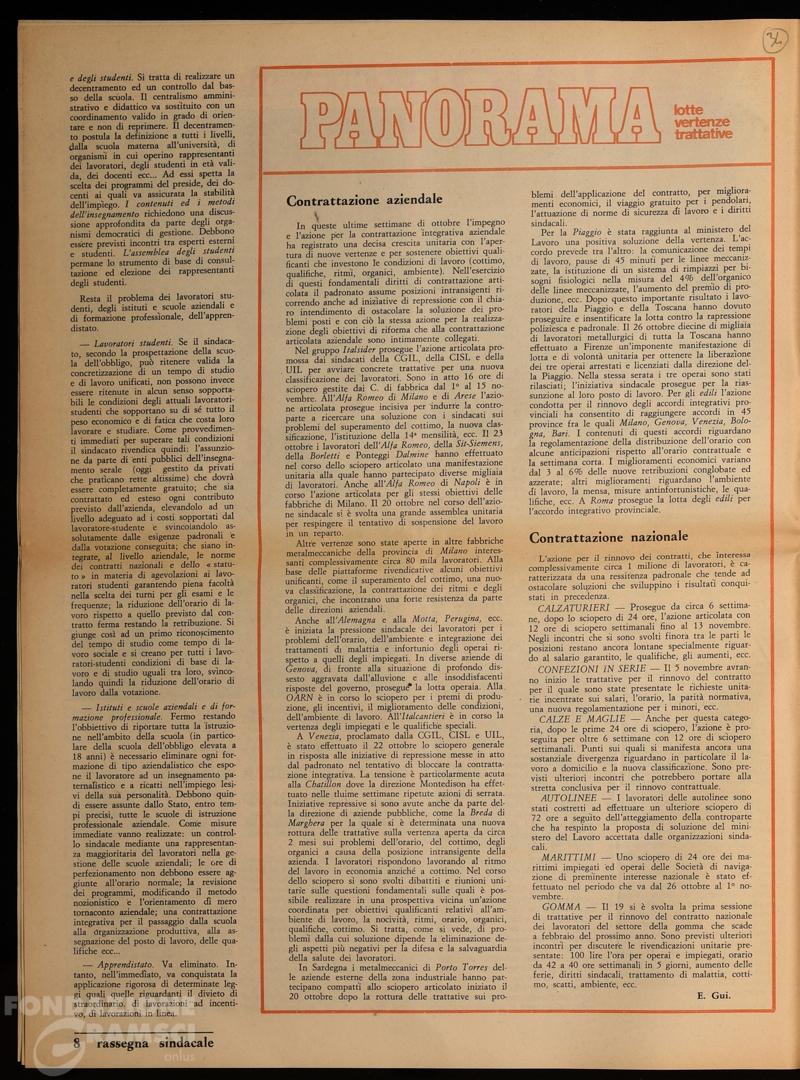 e degli studenti. Si tratta di realizzare un
decentramento ed un controllo dal bas-
so della scuola. Il centralismo ammini-
strativo e didattico va sostituito con un
coordinamento valido in grado di orien-
tare e non di reprimere. Il decentramen-
to postula la definizione a tutti i livelli,
dalla scuola materna all'università, di
organismi in cui operino rappresentanti
dei lavoratori, degli studenti in età vali-
da, dei docenti ecc... Ad essi spetta la
scelta dei programmi del preside, dei do-
centi ai quali va assicurata la stabilità
dell'impiego. I contenuti ed i metodi
dell'insegnamento richiedono una discus-
sione approfondita da parte degli orga-
nismi democratici di gestione. Debbono
essere previsti incontri tra esperti esterni
e studenti. L'assemblea degli studenti
permane lo strumento di base di consul-
tazione ed elezione dei rappresentanti
degli studenti.
Resta il problema dei lavoratori stu-
denti, degli istituti e scuole aziendali e
di formazione professionale, dell'appren-
distato.
— Lavoratori studenti. Se il sindaca-
to, secondo la prospettazione della scuo-
la dell'obbligo, può ritenere valida la
concretizzazione di un tempo di studio
e di lavoro unificati, non possono invece
essere ritenute in alcun senso sopporta-
bili le condizioni degli attuali lavoratori-
studenti che sopportano su di sé tutto il
peso economico e di fatica che costa loro
lavorare e studiare. Come provvedimen-
ti immediati per superare tali condizioni
il sindacato rivendica quindi: l'assunzio-
ne da parte di enti pubblici dell'insegna-
mento serale (oggi gestito da privati
che praticano rette altissime) che dovrà
essere completamente gratuito; che sia
contrattato ed esteso ogni contributo
previsto dall'azienda, elevandolo ad un
livello adeguato ai costi sopportati dal
lavoratore-studente e svincolandolo as-
solutamente dalle esigenze padronali e
dalla votazione conseguita; che siano in-
tegrate, al livello aziendale, le norme
dei contratti nazionali e dello « statu-
to » in materia di agevolazioni ai lavo-
ratori studenti garantendo piena facoltà
nella scelta dei turni per gli esami e le
frequenze; la riduzione dell'orario di la-
voro rispetto a quello previsto dal con-
tratto ferma restando la retribuzione. Si
giunge così ad un primo riconoscimento
del tempo di studio come tempo di la-
voro sociale e si creano per tutti i lavo-
ratori-studenti condizioni di base di la-
voro e di studio uguali tra loro, svinco-
lando quindi la riduzione dell'orario di
lavoro dalla votazione.
— Istituti e scuole aziendali e di for-
mazione professionale. Fermo restando
l'obbiettivo di riportare tutta la istruzio-
ne nell'ambito della scuola (in partico-
lare della scuola dell'obbligo elevata a
18 anni) è necessario eliminare ogni for-
mazione di tipo aziendalistico che espo-
ne il lavoratore ad un insegnamento pa-
ternalistico e a ricatti nell'impiego lesi-
vi della suà personalità. Debbono quin-
di essere assunte dallo Stato, entro tem-
pi precisi, tutte le scuole di istruzione
professionale aziendale. Come misure
immediate vanno realizzate: un control-
lo sindacale mediante una rappresentan-
za maggioritaria del lavoratori nella ge-
stione delle scuole aziendali; le ore di
perfezionamento non debbono essere ag-
giunte all'orario normale; la revisione
dei programmi, modificando il metodo
nozionistico e l'orientamento di mero
tornaconto aziendale; una contrattazione
integrativa per il passaggio dalla scuola
alla organizzazione produttiva, alla as-
segnazione del posto di lavoro, delle qua-
lifiche ecc...
— Apprendistato. Va eliminato. In-
tanto, nell'immediato, va conquistata la
applicazione rigorosa di determinate leg-
gi quali quelle riguardanti il divieto di
straordinario, di lavorazioni ad incenti-
vo, di lavorazioni in linea.
8 rassegna sindacale
PANORAMA
lotte
vertenze
trattative
Contrattazione aziendale
In queste ultime settimane di ottobre l'impegno
e l'azione per la contrattazione integrativa aziendale
ha registrato una decisa crescita unitaria con l'aper-
tura di nuove vertenze e per sostenere obiettivi quali-
ficanti che investono le condizioni di lavoro (cottimo,
qualifiche, ritmi, organici, ambiente). Nell'esercizio
di questi fondamentali diritti di contrattazione arti-
colata il padronato assume posizioni intransigenti ri-
correndo anche ad iniziative di repressione con il chia-
ro intendimento di ostacolare la soluzione dei pro-
blemi posti e con ciò la stessa azione per la realizza-
zione degli obiettivi di riforma che alla contrattazione
articolata aziendale sono intimamente collegati.
Nel gruppo Italsider prosegue l'azione articolata pro-
mossa dai sindacati della CGIL, della CISL e della
UIL per avviare concrete trattative per una nuova
classificazione dei lavoratori. Sono in atto 16 ore di
sciopero gestite dai C. di fabbrica dal 1° al 15 no-
vembre. All'Alfa Romeo di Milano e di Arese l'azio-
ne articolata prosegue incisiva per indurre la contro-
parte a ricercare una soluzione con i sindacati sui
problemi del superamento del cottimo, la nuova clas-
sificazione, l'istituzione della 14ª mensilità, ecc. Il 23
ottobre i lavoratori dell'Alfa Romeo, della Sit-Siemens,
della Borletti e Ponteggi Dalmine hanno effettuato
nel corso dello sciopero articolato una manifestazione
unitaria alla quale hanno partecipato diverse migliaia
di lavoratori. Anche all'Alfa Romeo di Napoli è in
corso l'azione articolata per gli stessi obiettivi delle
fabbriche di Milano. Il 20 ottobre nel corso dell'azio-
ne sindacale si è svolta una grande assemblea unitaria
per respingere il tentativo di sospensione del lavoro
in un reparto.
Altre vertenze sono state aperte in altre fabbriche
metalmeccaniche della provincia di Milano interes-
santi complessivamente circa 80 mila lavoratori. Alla
base delle piattaforme rivendicative alcuni obiettivi
unificanti, come il superamento del cottimo, una nuo-
va classificazione, la contrattazione dei ritmi e degli
organici, che incontrano una forte resistenza da parte
delle direzioni aziendali.
Anche all'Alemagna e alla Motta, Perugina, ecc.
è iniziata la pressione sindacale dei lavoratori per i
problemi dell'orario, dell'ambiente e integrazione dei
trattamenti di malattia e infortunio degli operai ri-
spetto a quelli degli impiegati. In diverse aziende di
Genova, di fronte alla situazione di profondo dis-
sesto aggravata dall'alluvione e alle insoddisfacenti
risposte del governo, prosegue la lotta operaia. Alla
OARN è in corso lo sciopero per i premi di produ-
zione, gli incentivi, il miglioramento delle condizioni,
dell'ambiente di lavoro. All'Italcantieri è in corso la
vertenza degli impiegati e le qualifiche speciali.
A Venezia, proclamato dalla CGIL, CISL e UIL,
è stato effettuato il 22 ottobre lo sciopero generale
in risposta alle iniziative di repressione messe in atto
dal padronato nel tentativo di bloccare la contratta-
zione integrativa. La tensione è particolarmente acuta
alla Chatillon dove la direzione Montedison ha effet-
tuato nelle ultime settimane ripetute azioni di serrata.
Iniziative repressive si sono avute anche da parte del-
la direzione di aziende pubbliche, come la Breda di
Marghera per la quale si è determinata una nuova
rottura delle trattative sulla vertenza aperta da circa
2 mesi sui problemi dell'orario, del cottimo, degli
organici a causa della posizione intransigente della
azienda. I lavoratori rispondono lavorando al ritmo
del lavoro in economia anziché a cottimo. Nel corso
dello sciopero si sono svolti dibattiti e riunioni uni-
tarie sulle questioni fondamentali sulle quali è pos-
sibile realizzare in una prospettiva vicina un'azione
coordinata per obiettivi qualificanti relativi all'am-
biente di lavoro, la nocività, ritmi, orario, organici,
qualifiche, cottimo. Si tratta, come si vede, di pro-
blemi dalla cui soluzione dipende la eliminazione de-
gli aspetti più negativi per la difesa e la salvaguardia
della salute dei lavoratori.
In Sardegna i metalmeccanici di Porto Torres del-
le aziende esterne della zona industriale hanno par-
tecipano compatti allo sciopero articolato iniziato il
20 ottobre dopo la rottura delle trattative sui pro-
blemi dell'applicazione del contratto, per migliora-
menti economici, il viaggio gratuito per i pendolari,
l'attuazione di norme di sicurezza di lavoro e i diritti
sindacali.
Per la Piaggio è stata raggiunta al ministero del
Lavoro una positiva soluzione della vertenza. L'ac-
cordo prevede tra l'altro: la comunicazione dei tempi
di lavoro, pause di 45 minuti per le linee meccaniz-
zate, la istituzione di un sistema di rimpiazzi per bi-
sogni fisiologici nella misura del 4% dell'organico
delle linee meccanizzate, l'aumento del premio di pro-
duzione, ecc. Dopo questo importante risultato i lavo-
ratori della Piaggio e della Toscana hanno dovuto
proseguire e insentificare la lotta contro la rapressione
poliziesca e padronale. Il 26 ottobre diecine di migliaia
di lavoratori metallurgici di tutta la Toscana hanno
effettuato a Firenze un'imponente manifestazione di
lotta e di volontà unitaria per ottenere la liberazione
dei tre operai arrestati e licenziati dalla direzione del-
la Piaggio. Nella stessa serata i tre operai sono stati
rilasciati; l'iniziativa sindacale prosegue per la rias-
sunzione al loro posto di lavoro. Per gli edili l'azione
condotta per il rinnovo degli accordi integrativi pro-
vinciali ha consentito di raggiungere accordi in 45
province fra le quali Milano, Genova, Venezia, Bolo-
gna, Bari. I contenuti di questi accordi riguardano
la regolamentazione della distribuzione dell'orario con
alcune anticipazioni rispetto all'orario contrattuale e
la settimana corta. I miglioramenti economici variano
dal 3 al 6% delle nuove retribuzioni conglobate ed
azzerate; altri miglioramenti riguardano l'ambiente
di lavoro, la mensa, misure antinfortunistiche, le qua-
lifiche, ecc. A Roma prosegue la lotta degli edili per
l'accordo integrativo provinciale.
Contrattazione nazionale
L'azione per il rinnovo dei contratti, che interessa
complessivamente circa 1 milione di lavoratori, è ca-
ratterizzata da una ressitenza padronale che tende ad
ostacolare soluzioni che sviluppino i risultati conqui-
stati in precedenza.
CALZATURIERI — Prosegue da circa 6 settima-
ne, dopo lo sciopero di 24 ore, l'azione articolata con
12 ore di sciopero settimanali fino al 13 novembre.
Negli incontri che si sono svolti finora tra le parti le
posizioni restano ancora lontane specialmente riguar-
do al salario garantito, le qualifiche, gli aumenti, ecc.
CONFEZIONI IN SERIE — Il 5 novembre avran-
no inizio le trattative per il rinnovo del contratto
per il quale sono state presentate le richieste unita-
rie incentrate sui salari, l'orario, la parità normativa,
una nuova regolamentazione per i minori, ecc.
CALZE E MAGLIE — Anche per questa catego-
ria, dopo le prime 24 ore di sciopero, l'azione è pro-
seguita per oltre 6 settimane con 12 ore di sciopero
settimanali. Punti sui quali si manifesta ancora una
sostanziale divergenza riguardano in particolare il la-
voro a domicilio e la nuova classificazione. Sono pre-
visti ulteriori incontri che potrebbero portare alla
stretta conclusiva per il rinnovo contrattuale.
AUTOLINEE — I lavoratori delle autolinee sono
stati costretti ad effettuare un ulteriore sciopero di
72 ore a seguito dell'atteggiamento della controparte
che ha respinto la proposta di soluzione del mini-
stero del Lavoro accettata dalle organizzazioni sinda-
cali.
MARITTIMI — Uno sciopero di 24 ore dei ma-
rittimi impiegati ed operai delle Società di naviga-
zione di preminente interesse nazionale è stato ef-
fettuato nel periodo che va dal 26 ottobre al 1° no-
vembre.
GOMMA — Il 19 si è svolta la prima sessione
di trattative per il rinnovo del contratto nazionale
dei lavoratori del settore della gomma che scade
a febbraio del prossimo anno. Sono previsti ulteriori
incontri per discutere le rivendicazioni unitarie pre-
sentate: 100 lire l'ora per operai e impiegati, orario
da 42 a 40 ore settimanali in 5 giorni, aumento delle
ferie, diritti sindacali, trattamento di malattia, cotti-
mo, scatti, ambiente, ecc.
E. Gui.
FONDAZIONE
GRAMSCI
onlus